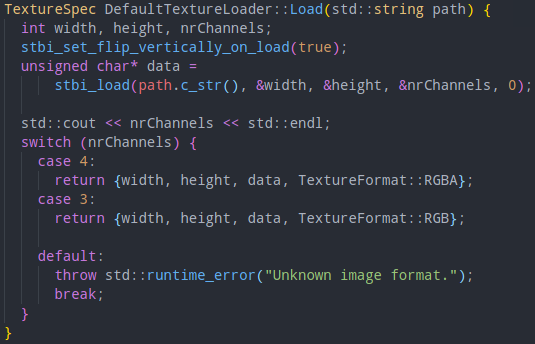 TextureSpec DefaultTextureLoader::Load(std::string path) {
  int width, height, nrChannels;
  stbi_set_flip_vertically_on_load(true);
  unsigned char* data =
      stbi_load(path.c_str(), &width, &height, &nrChannels, 0);

  std::cout << nrChannels << std::endl;
  switch (nrChannels) {
    case 4:
      return {width, height, data, TextureFormat::RGBA};
    case 3:
      return {width, height, data, TextureFormat::RGB};

    default:
      throw std::runtime_error("Unknown image format.");
      break;
  }
}